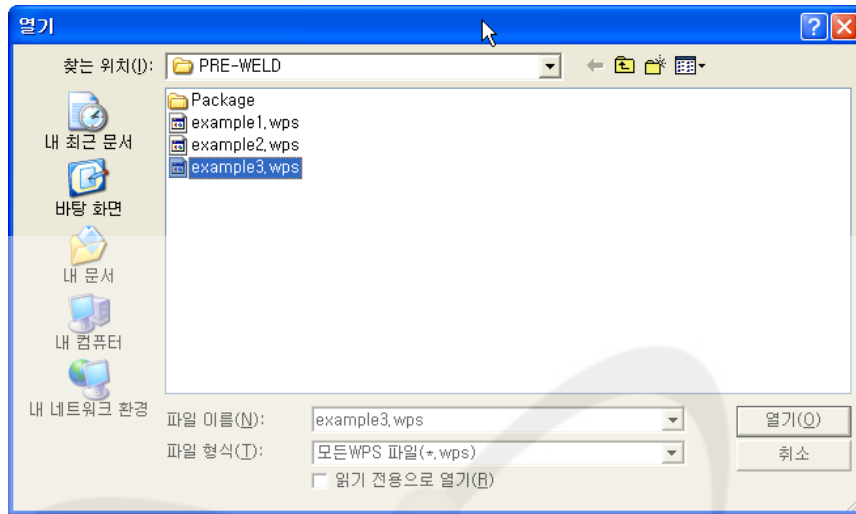 열기
찾는 위치(I): PRE-WELD
Package
example1.wps
example2.wps
example3.wps
내 최근 문서
바탕 화면
내 문서
내 컴퓨터
내 네트워크 환경
파일 이름(N): example3.wps 열기(O)
파일 형식(T): 모든WPS 파일(*.wps) 취소
읽기 전용으로 열기(R)